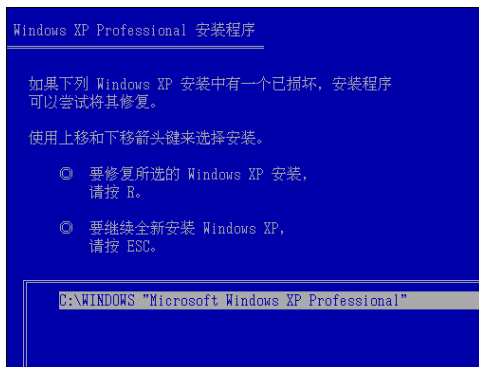 Windows XP Professional 安装程序
如果下列 Windows XP 安装中有一个已损坏，安装程序
可以尝试将其修复。
使用上移和下移箭头键来选择安装。
◎ 要修复所选的 Windows XP 安装，
请按 R。
◎ 要继续全新安装 Windows XP，
请按 ESC。
C:\WINDOWS "Microsoft Windows XP Professional"